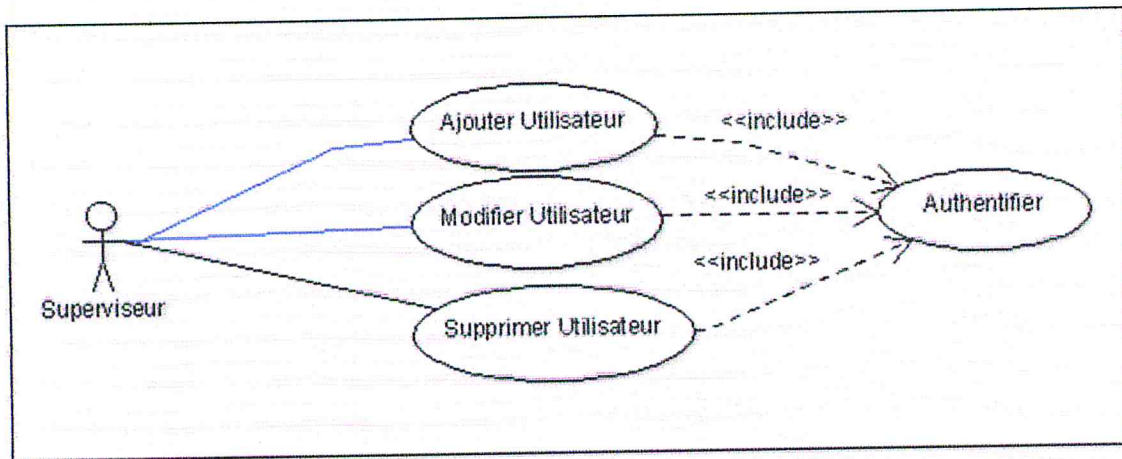 Ajouter Utilisateur
<<include>>
Modifier Utilisateur
<<include>>
Authentifier
<<include>>
Superviseur
Supprimer Utilisateur